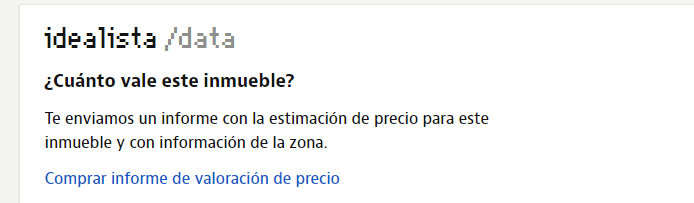 idealista /data
¿Cuánto vale este inmueble?
Te enviamos un informe con la estimación de precio para este
inmueble y con información de la zona.
Comprar informe de valoración de precio